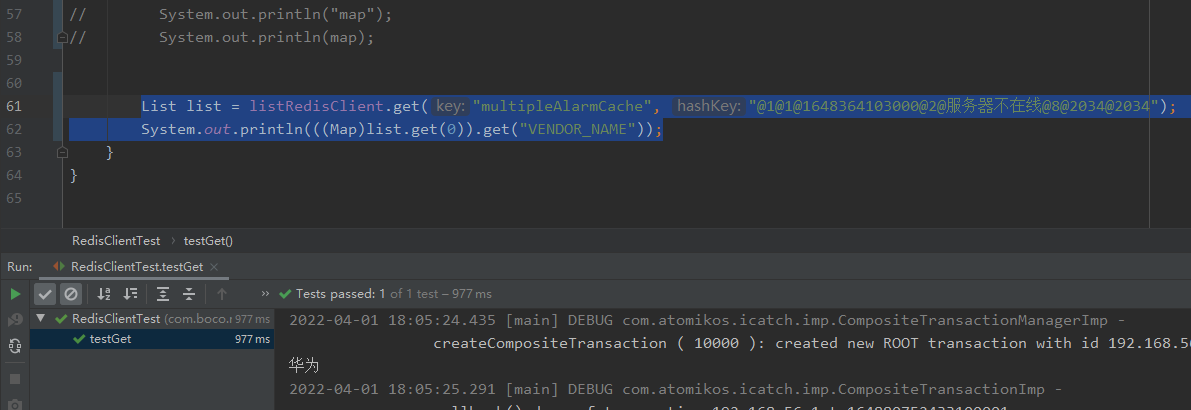 57 //        System.out.println("map");
58 //        System.out.println(map);
59
60
61 List list = listRedisClient.get( key: "multipleAlarmCache", hashKey: "@1@1@1648364103000@2@服务器不在线@8@2034@2034");
62 System.out.println(((Map)list.get(0)).get("VENDOR_NAME"));
63 }
64 }
65
RedisClientTest › testGet()
Run: RedisClientTest.testGet ×
» Tests passed: 1 of 1 test – 977 ms
RedisClientTest (com.boco.r 977 ms
testGet 977 ms
2022-04-01 18:05:24.435 [main] DEBUG com.atomikos.icatch.imp.CompositeTransactionManagerImp -
createCompositeTransaction ( 10000 ): created new ROOT transaction with id 192.168.56
华为
2022-04-01 18:05:25.291 [main] DEBUG com.atomikos.icatch.imp.CompositeTransactionImp -